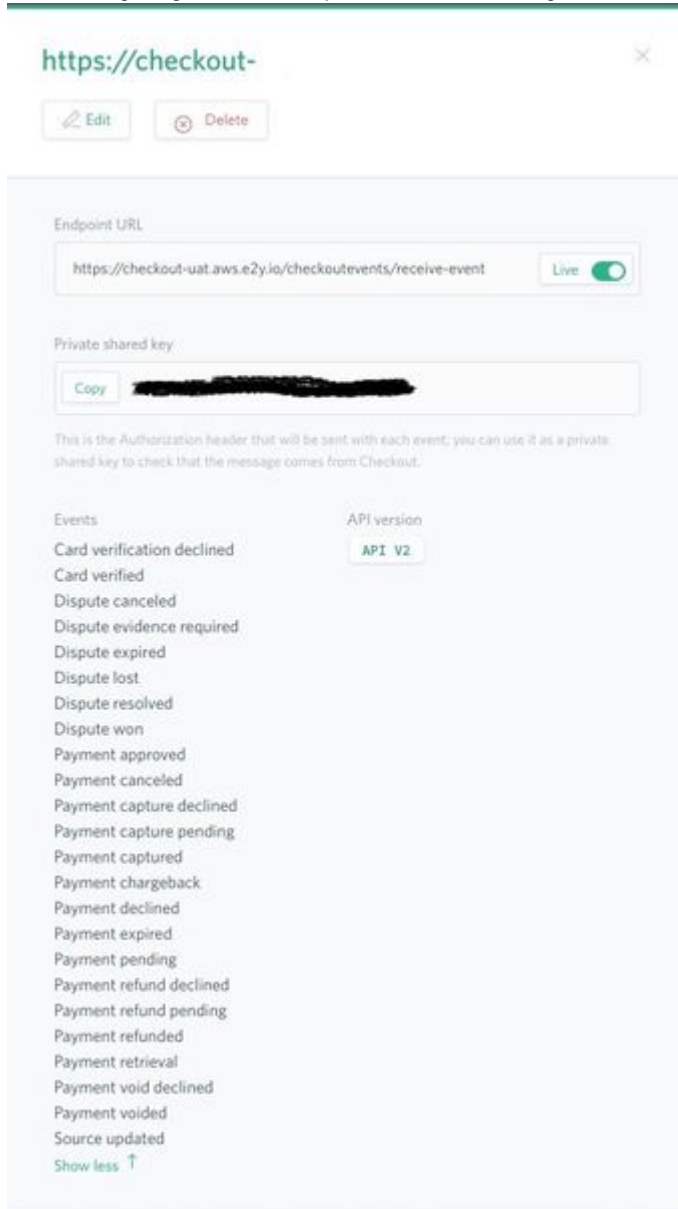 https://checkout-
Edit
Delete
Endpoint URL
https://checkout-uat.aws.e2y.io/checkoutevents/receive-event
Live
Private shared key
Copy
This is the Authorization header that will be sent with each event; you can use it as a private
shared key to check that the message comes from Checkout.
Events
API version
Card verification declined
API V2
Card verified
Dispute canceled
Dispute evidence required
Dispute expired
Dispute lost
Dispute resolved
Dispute won
Payment approved
Payment canceled
Payment capture declined
Payment capture pending
Payment captured
Payment chargeback
Payment declined
Payment expired
Payment pending
Payment refund declined
Payment refund pending
Payment refunded
Payment retrieval
Payment void declined
Payment voided
Source updated
Show less ↑